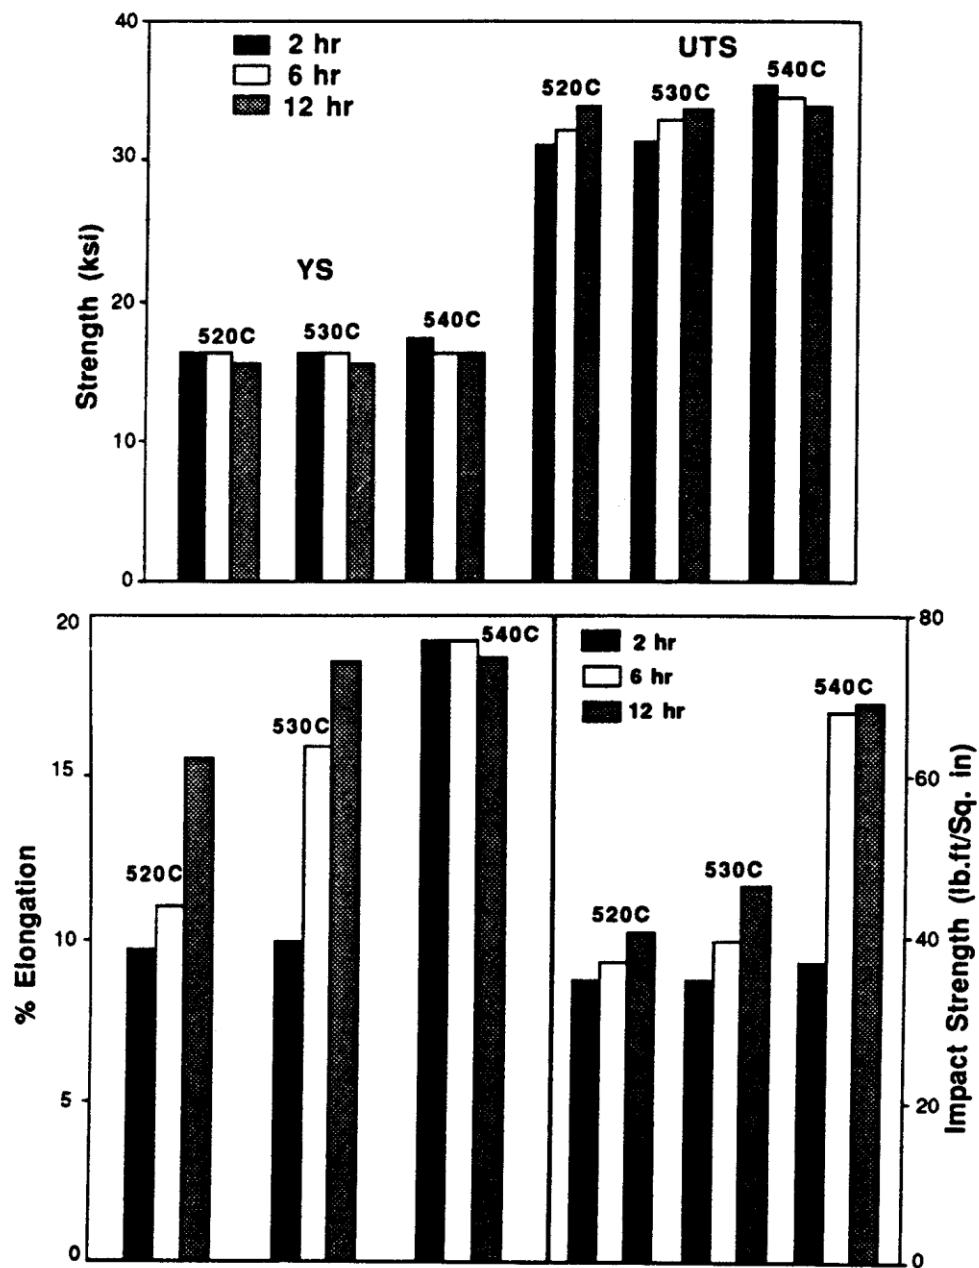 40
30
20
10
0
Strength (ksi)
2 hr
6 hr
12 hr
YS
520C
530C
540C
UTS
520C
530C
540C
20
15
10
5
0
% Elongation
520C
530C
540C
2 hr
6 hr
12 hr
520C
530C
540C
80
60
40
20
0
Impact Strength (lb.ft/Sq. in)